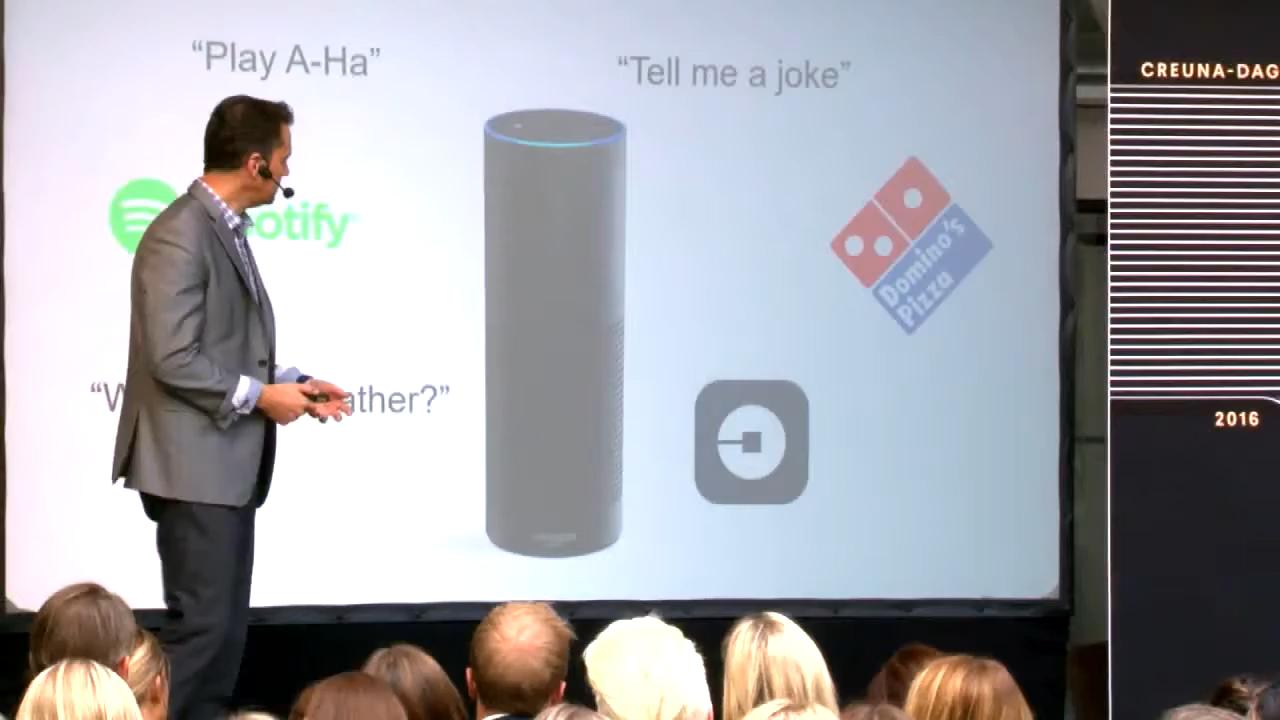 “Play A-Ha”
“Tell me a joke”
otify
Domino's
Pizza
ather?”
CREUNA-DAG
2016